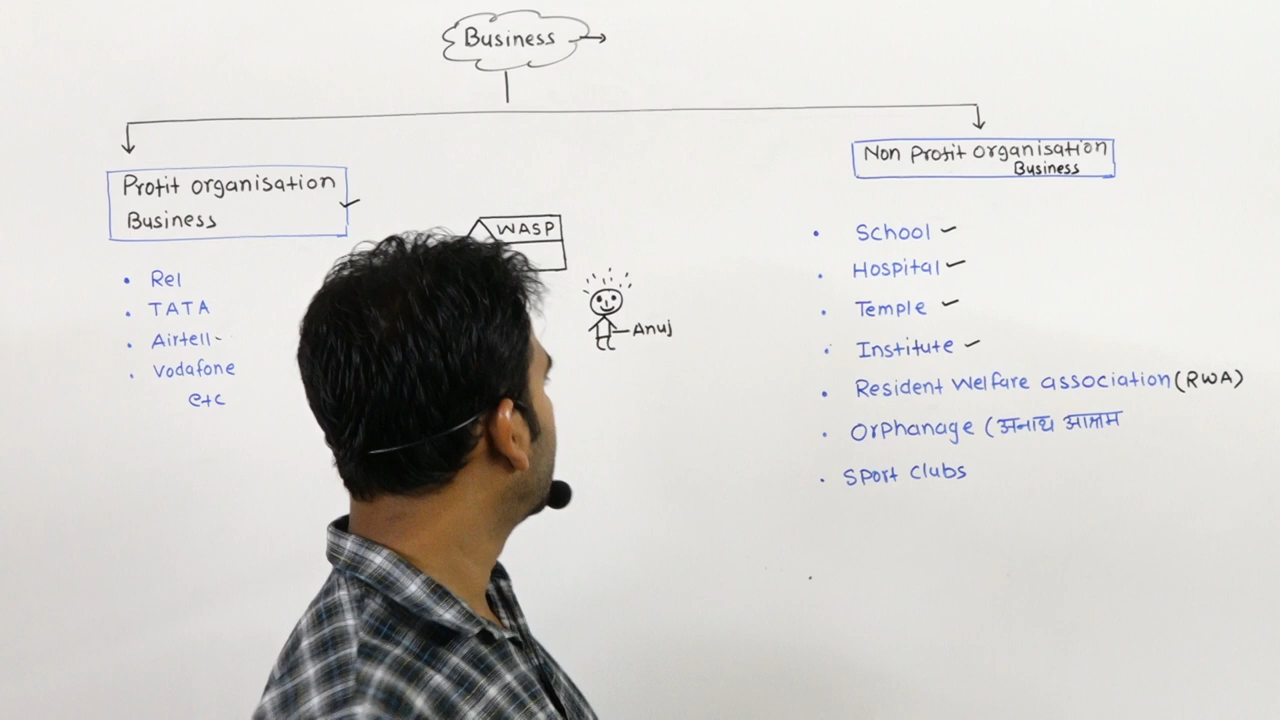 Business
Profit organisation
Business
• Rel
• TATA
• Airtell
• Vodafone
etc
WASP
Anuj
Non Profit organisation
Business
• School
• Hospital
• Temple
• Institute
• Resident Welfare association (RWA)
• Orphanage (अनाथ आश्रम
• Sport clubs